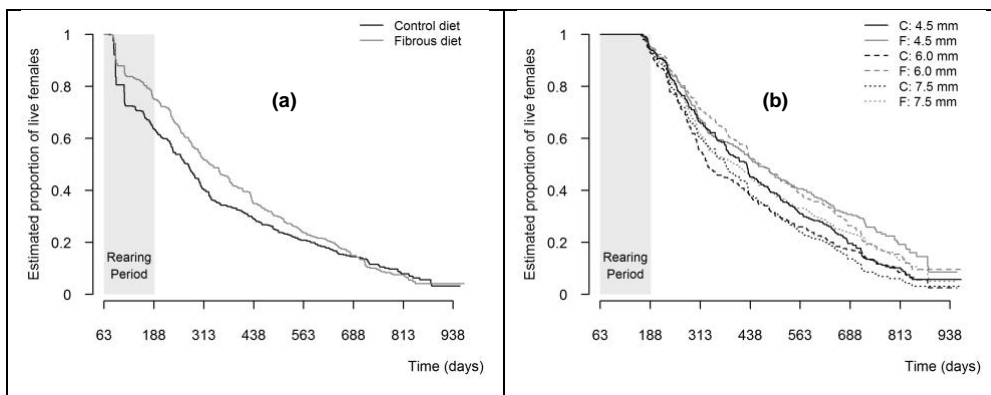 Control diet
Fibrous diet
Estimated proportion of live females
1
0.8
0.6
0.4
0.2
0
(a)
Rearing
Period
63 188 313 438 563 688 813 938
Time (days)
C: 4.5 mm
F: 4.5 mm
C: 6.0 mm
F: 6.0 mm
C: 7.5 mm
F: 7.5 mm
Estimated proportion of live females
1
0.8
0.6
0.4
0.2
0
(b)
Rearing
Period
63 188 313 438 563 688 813 938
Time (days)